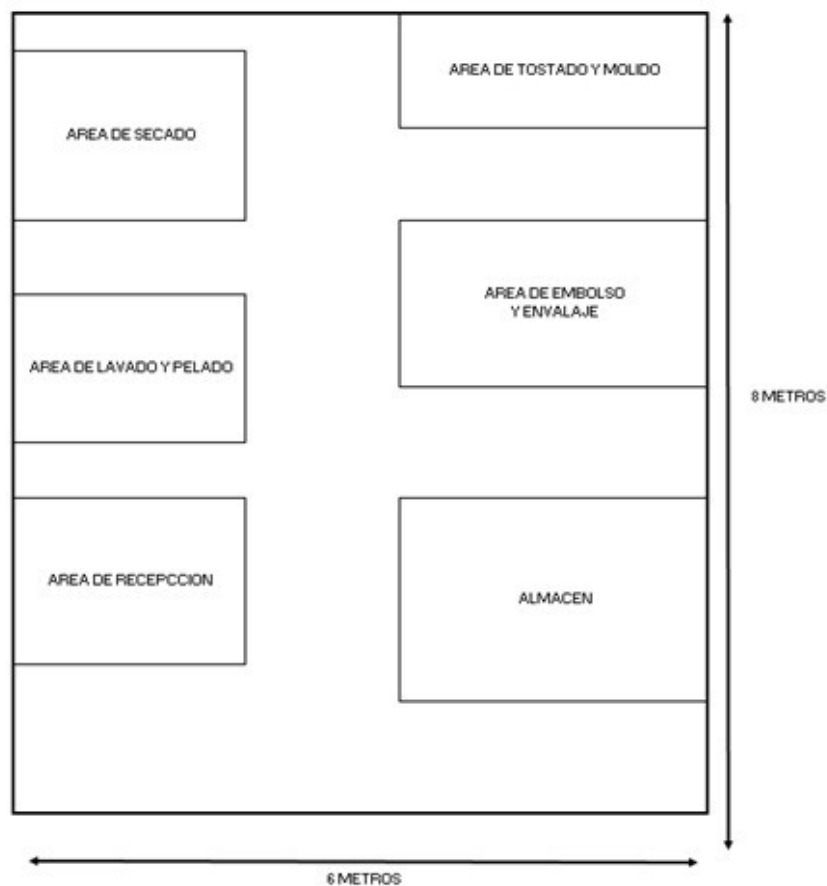 AREA DE TOSTADO Y MOLIDO
AREA DE SECADO
AREA DE EMBOLSO
Y ENVALAJE
AREA DE LAVADO Y PELADO
8 METROS
AREA DE RECEPCCION
ALMACEN
6 METROS